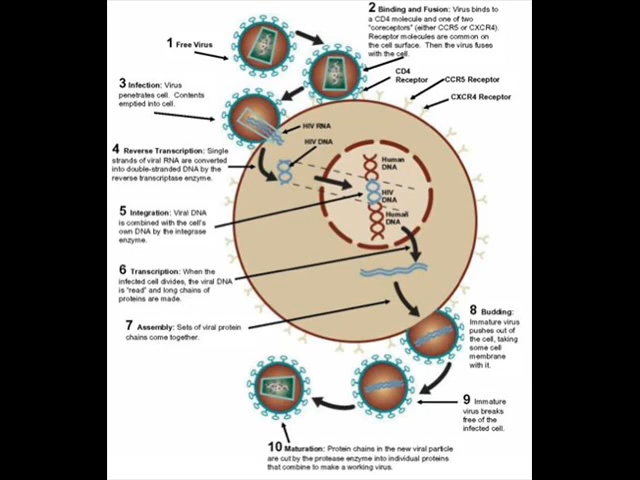 1 Free Virus
2 Binding and Fusion: Virus binds to
a CD4 molecule and one of two
"coreceptors" (either CCR5 or CXCR4).
Receptor molecules are common on
the cell surface. Then the virus fuses
with the cell.
CD4
Receptor
CCR5 Receptor
CXCR4 Receptor
3 Infection: Virus
penetrates cell. Contents
emptied into cell.
HIV RNA
HIV DNA
4 Reverse Transcription: Single
strands of viral RNA are converted
into double-stranded DNA by the
reverse transcriptase enzyme.
Human
DNA
HIV
DNA
Human
DNA
5 Integration: Viral DNA
is combined with the cell's
own DNA by the integrase
enzyme.
6 Transcription: When the
infected cell divides, the viral DNA
is "read" and long chains of
proteins are made.
7 Assembly: Sets of viral protein
chains come together.
8 Budding:
Immature virus
pushes out of
the cell, taking
some cell
membrane
with it.
9 Immature
virus breaks
free of the
infected cell.
10 Maturation: Protein chains in the new viral particle
are cut by the protease enzyme into individual proteins
that combine to make a working virus.